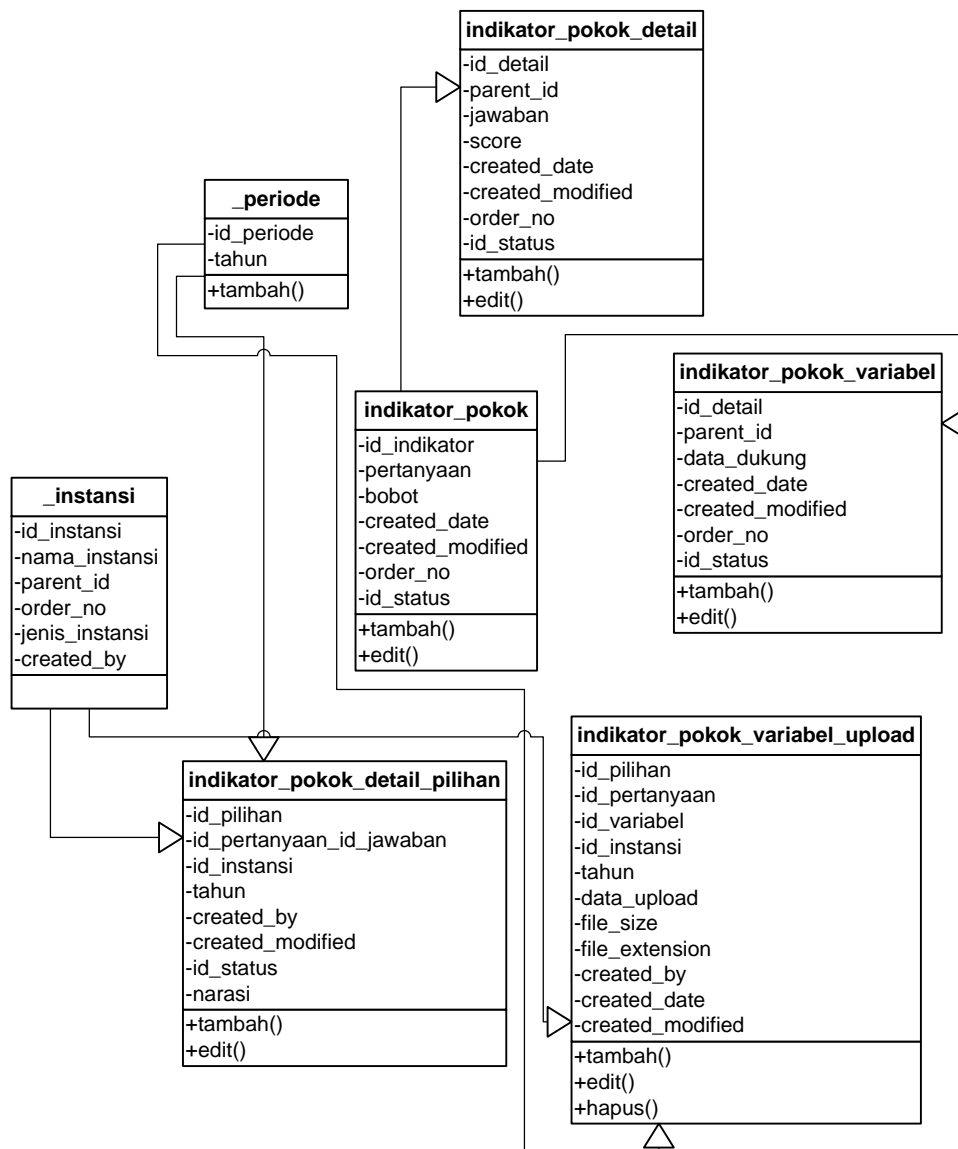 indikator_pokok_detail
-id_detail
-parent_id
-jawaban
-score
-created_date
-created_modified
-order_no
-id_status
+tambah()
+edit()
_periode
-id_periode
-tahun
+tambah()
indikator_pokok_variabel
-id_detail
-parent_id
-data_dukung
-created_date
-created_modified
-order_no
-id_status
+tambah()
+edit()
indikator_pokok
-id_indikator
-pertanyaan
-bobot
-created_date
-created_modified
-order_no
-id_status
+tambah()
+edit()
_instansi
-id_instansi
-nama_instansi
-parent_id
-order_no
-jenis_instansi
-created_by
indikator_pokok_detail_pilihan
-id_pilihan
-id_pertanyaan_id_jawaban
-id_instansi
-tahun
-created_by
-created_modified
-id_status
-narasi
+tambah()
+edit()
indikator_pokok_variabel_upload
-id_pilihan
-id_pertanyaan
-id_variabel
-id_instansi
-tahun
-data_upload
-file_size
-file_extension
-created_by
-created_date
-created_modified
+tambah()
+edit()
+hapus()